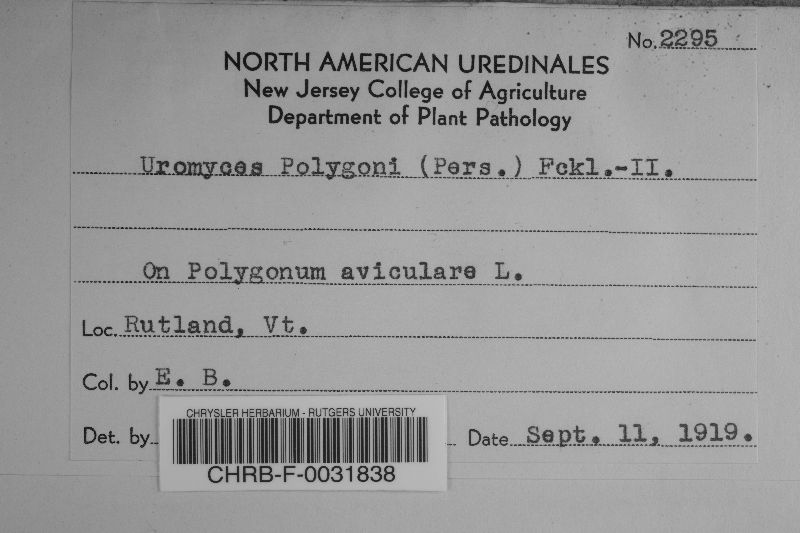 No. 2295
NORTH AMERICAN UREDINALES
New Jersey College of Agriculture
Department of Plant Pathology
Uromyces Polygoni (Pers.) Fckl.-II.
On Polygonum aviculare L.
Loc. Rutland, Vt.
Col. by E. B.
Det. by
Date Sept. 11, 1919.
CHRYSLER HERBARIUM - RUTGERS UNIVERSITY
CHRB-F-0031838